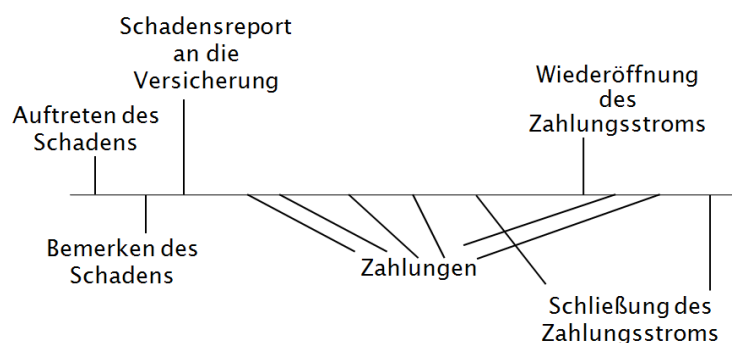 Schadensreport
an die
Versicherung
Wiederöffnung
des
Zahlungsstroms
Auftreten des
Schadens
Bemerken des
Schadens
Zahlungen
Schließung des
Zahlungsstroms